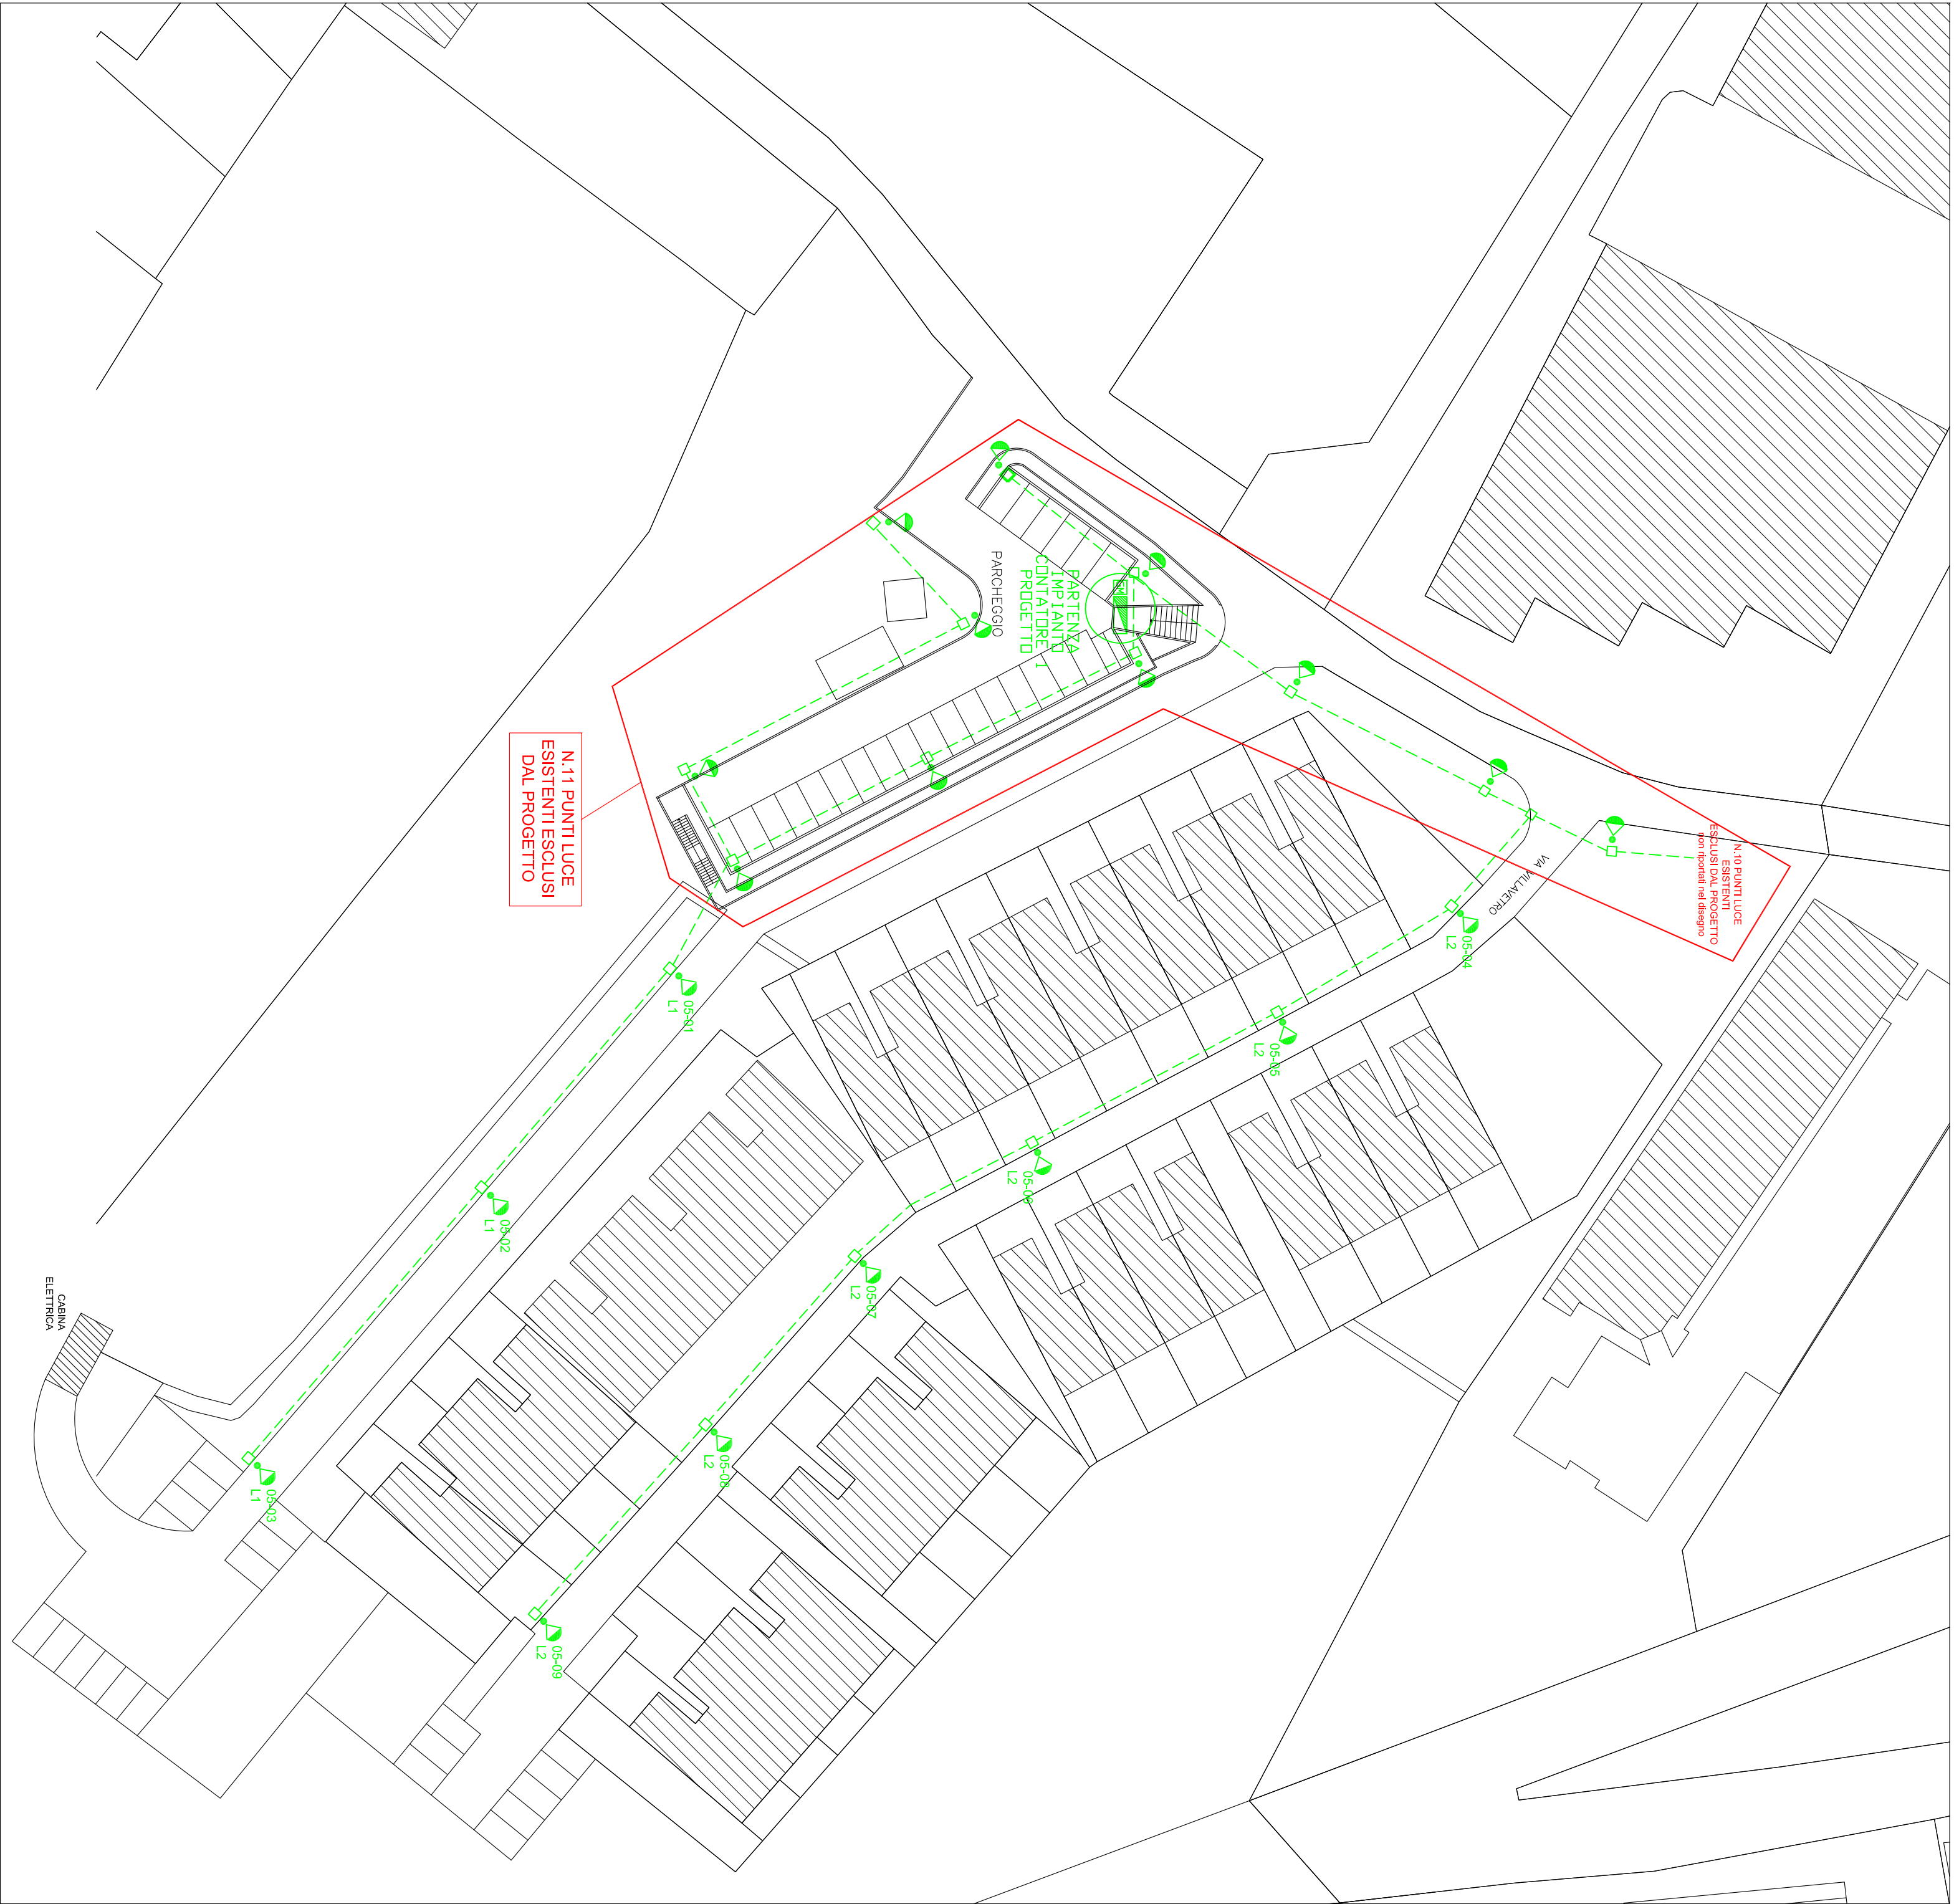 PARTENZA
IMPIANTO
CONTATORE 1
PROGETTO
PARCHEGGIO
N.11 PUNTI LUCE
ESISTENTI ESCLUSI
DAL PROGETTO
N.10 PUNTI LUCE
ESISTENTI
ESCLUSI DAL PROGETTO
non riportati nel disegno
VIA VILLAVETRO
05-04
L2
05-05
L2
05-06
L2
05-07
L2
05-08
L2
05-09
L2
05-01
L1
05-02
L1
05-03
L1
CABINA
ELETTRICA